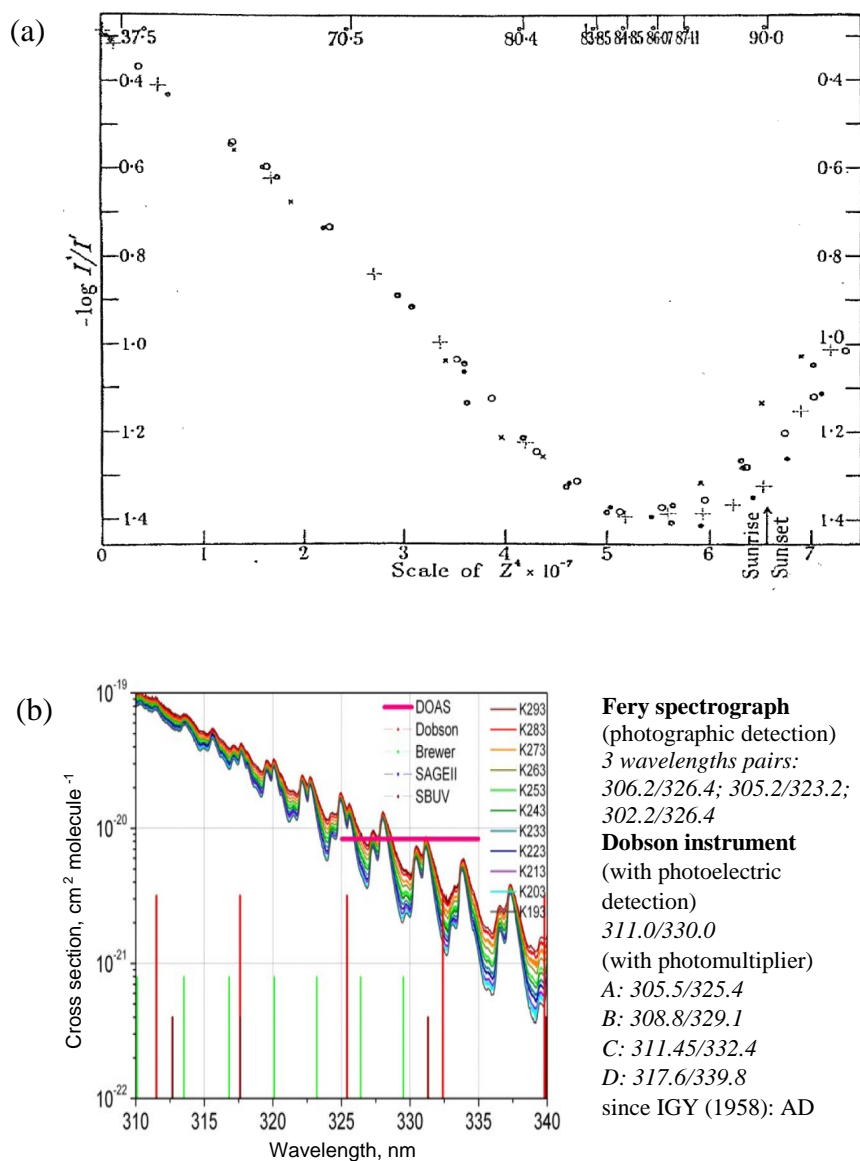 (a)
37°5
70°5
80°4
83°85
84°85
86°07
87°11
90°0
0·4
0·4
0·6
0·6
0·8
0·8
-log I'/I'
1·0
1·0
1·2
1·2
1·4
1·4
0
1
2
3
4
5
6
7
Sunrise
Sunset
Scale of Z⁴ × 10⁻⁷
(b)
10⁻¹⁹
10⁻²⁰
10⁻²¹
10⁻²²
Cross section, cm² molecule⁻¹
DOAS
Dobson
Brewer
SAGEII
SBUV
K293
K283
K273
K263
K253
K243
K233
K223
K213
K203
K193
310
315
320
325
330
335
340
Wavelength, nm
Fery spectrograph
(photographic detection)
3 wavelengths pairs:
306.2/326.4; 305.2/323.2;
302.2/326.4
Dobson instrument
(with photoelectric
detection)
311.0/330.0
(with photomultiplier)
A: 305.5/325.4
B: 308.8/329.1
C: 311.45/332.4
D: 317.6/339.8
since IGY (1958): AD